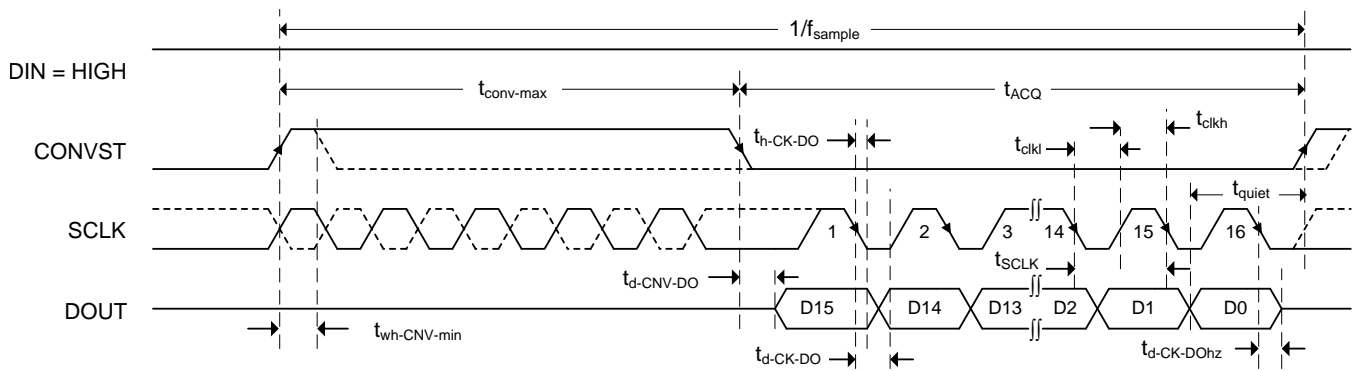 1/fsample
DIN = HIGH
tconv-max
tACQ
tclkh
th-CK-DO
tclkl
CONVST
tquiet
SCLK
1 2 3 14 15 16
tSCLK
td-CNV-DO
DOUT
D15 D14 D13 D2 D1 D0
twh-CNV-min
td-CK-DO
td-CK-DOhz